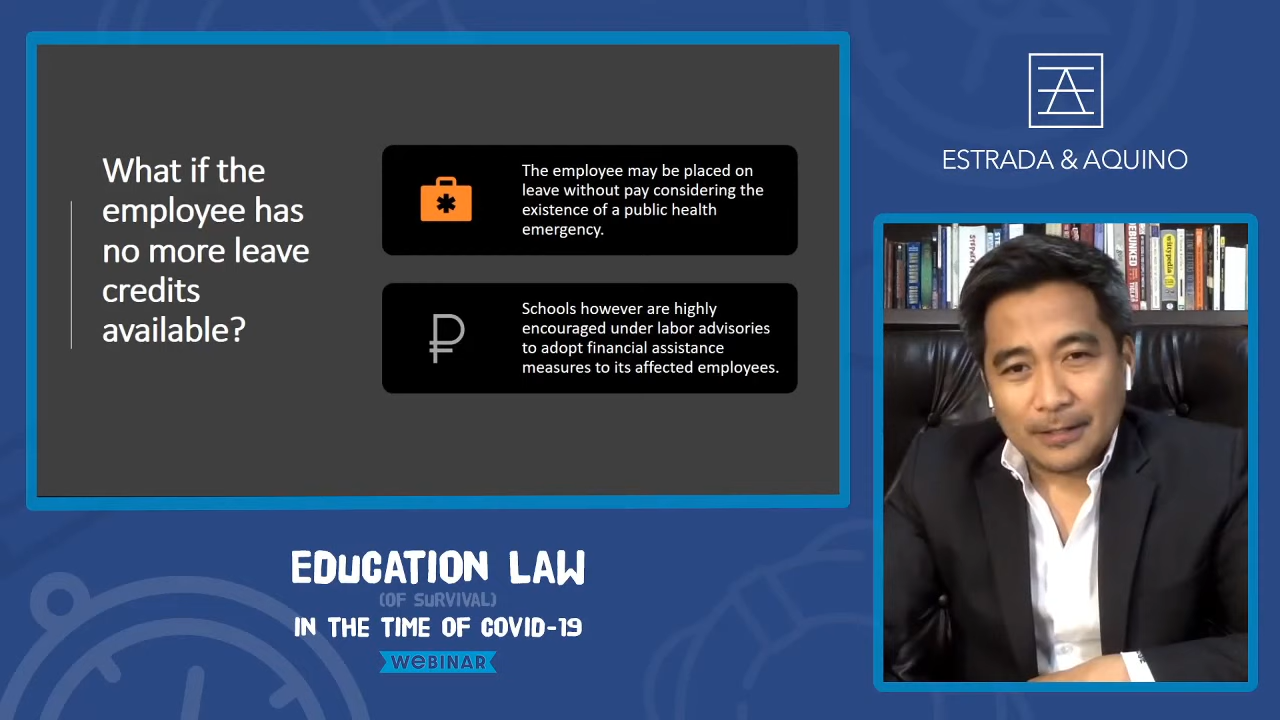 What if the
employee has
no more leave
credits
available?
The employee may be placed on
leave without pay considering the
existence of a public health
emergency.
Schools however are highly
encouraged under labor advisories
to adopt financial assistance
measures to its affected employees.
ESTRADA & AQUINO
EDUCATION LAW
(OF SURVIVAL)
IN THE TIME OF COVID-19
WEBINAR